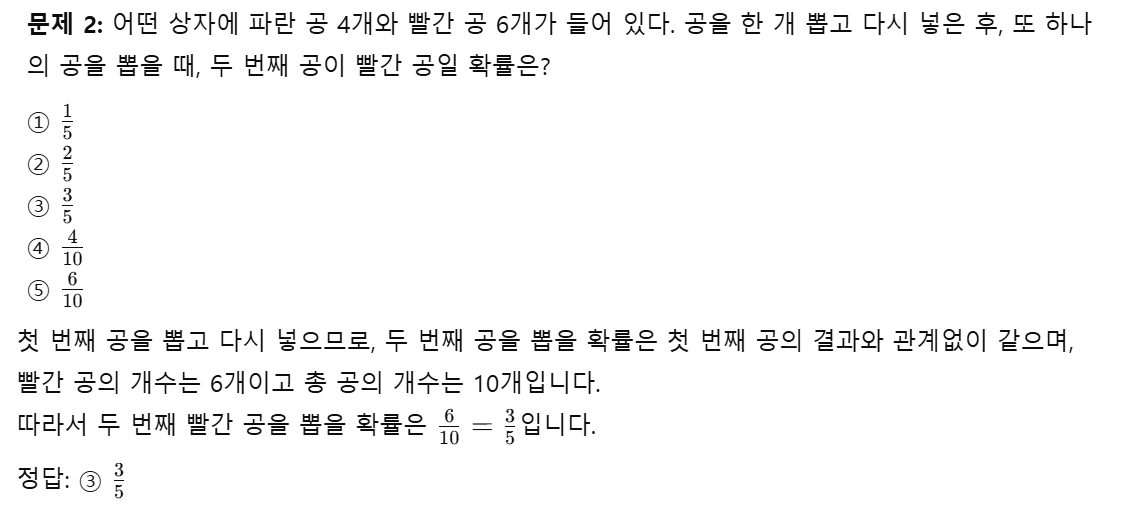 문제 2: 어떤 상자에 파란 공 4개와 빨간 공 6개가 들어 있다. 공을 한 개 뽑고 다시 넣은 후, 또 하나
의 공을 뽑을 때, 두 번째 공이 빨간 공일 확률은?
① 1/5
② 2/5
③ 3/5
④ 4/10
⑤ 6/10
첫 번째 공을 뽑고 다시 넣으므로, 두 번째 공을 뽑을 확률은 첫 번째 공의 결과와 관계없이 같으며,
빨간 공의 개수는 6개이고 총 공의 개수는 10개입니다.
따라서 두 번째 빨간 공을 뽑을 확률은 6/10 = 3/5입니다.
정답: ③ 3/5